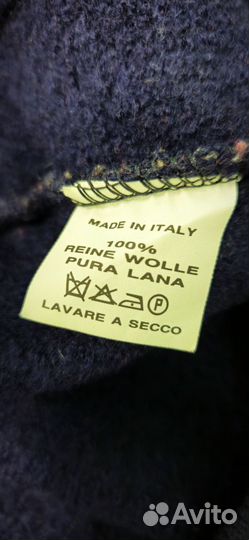 MADE IN ITALY
100%
REINE WOLLE
PURA LANA
P
LAVARE A SECCO
Avito